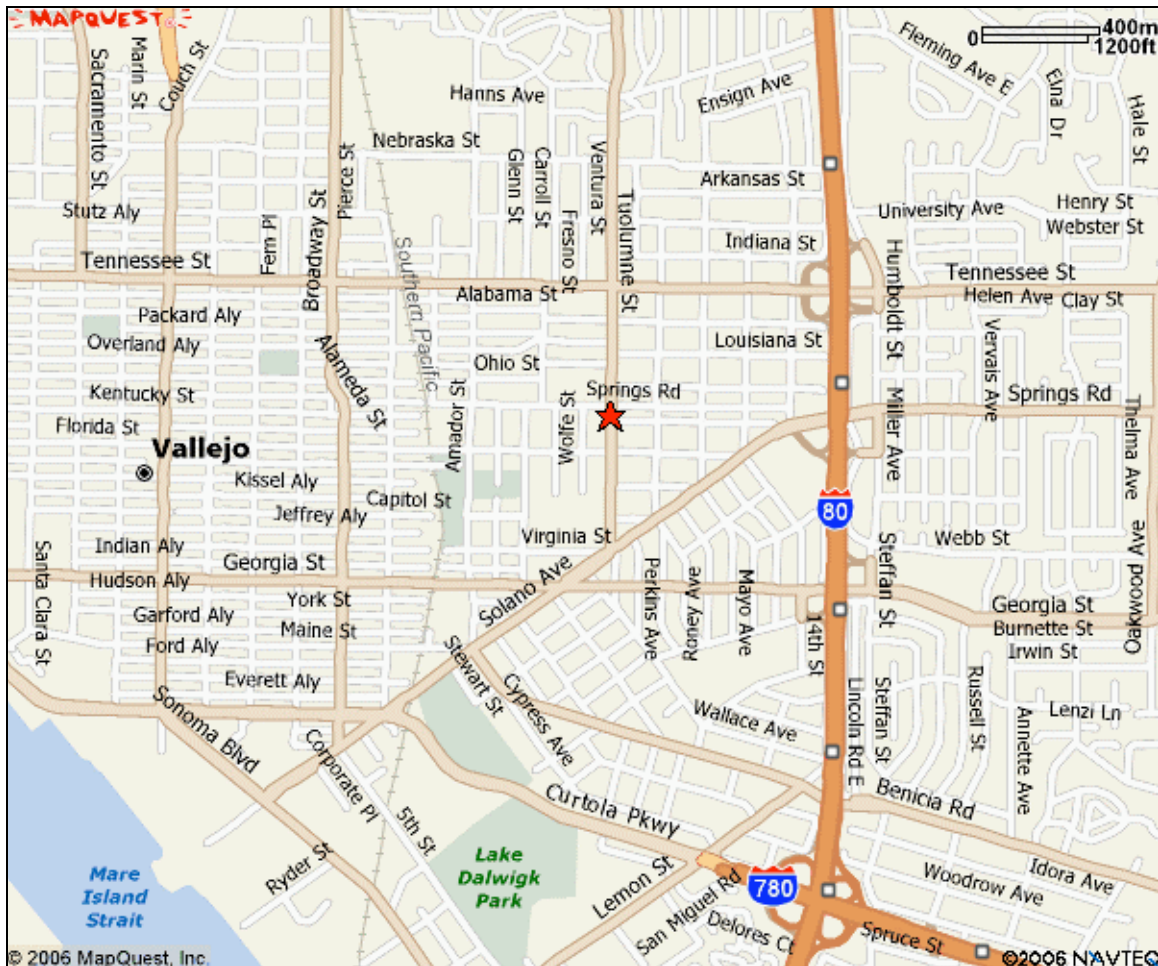 MAPQUEST
400m
0
1200ft
Sacramento St
Marin St
Couch St
Fleming Ave E
Elna Dr
Hale St
Hanns Ave
Ensign Ave
Nebraska St
Pierce St
Glenn St
Carroll St
Fresno St
Ventura St
Tuolumne St
Arkansas St
Stutz Aly
Fern Pl
Broadway St
University Ave
Henry St
Webster St
Indiana St
Humboldt St
Tennessee St
Southern Pacific
Tennessee St
Alabama St
Helen Ave
Clay St
Packard Aly
Overland Aly
Alameda St
Ohio St
Louisiana St
Vervais Ave
Kentucky St
Amador St
Wolfe St
Springs Rd
Miller Ave
Springs Rd
Thelma Ave
Florida St
Vallejo
Kissel Aly
Capitol St
Jeffrey Aly
80
Indian Aly
Virginia St
Webb St
Oakwood Ave
Santa Clara St
Georgia St
Hudson Aly
Solano Ave
Perkins Ave
Rooney Ave
Mayo Ave
Steffan St
York St
Georgia St
Garford Aly
Maine St
14th St
Burnette St
Ford Aly
Irwin St
Everett Aly
Stewart St
Cypress Ave
Lincoln Rd E
Steffan St
Russell St
Annette Ave
Lenzi Ln
Sonoma Blvd
Wallace Ave
Corporate Pl
Curtola Pkwy
Benicia Rd
5th St
Mare
Island
Strait
Ryder St
Lake
Dalwigk
Park
Lemon St
San Miguel Rd
780
Idora Ave
Woodrow Ave
Delores Ct
Spruce St
© 2006 MapQuest, Inc.
©2006 NAVTEQ